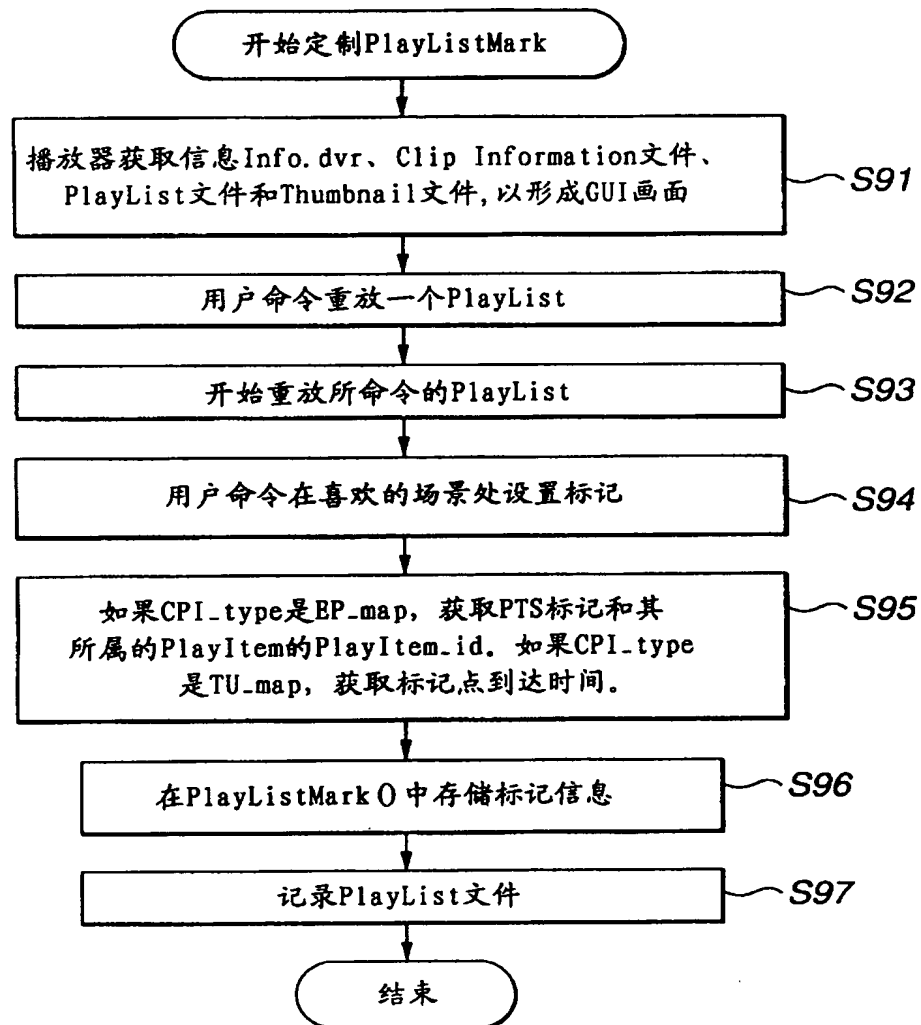 开始定制PlayListMark
播放器获取信息Info.dvr、Clip Information文件、
PlayList文件和Thumbnail文件,以形成GUI画面
S91
用户命令重放一个PlayList
S92
开始重放所命令的PlayList
S93
用户命令在喜欢的场景处设置标记
S94
如果CPI_type是EP_map，获取PTS标记和其
所属的PlayItem的PlayItem_id。如果CPI_type
是TU_map，获取标记点到达时间。
S95
在PlayListMark()中存储标记信息
S96
记录PlayList文件
S97
结束